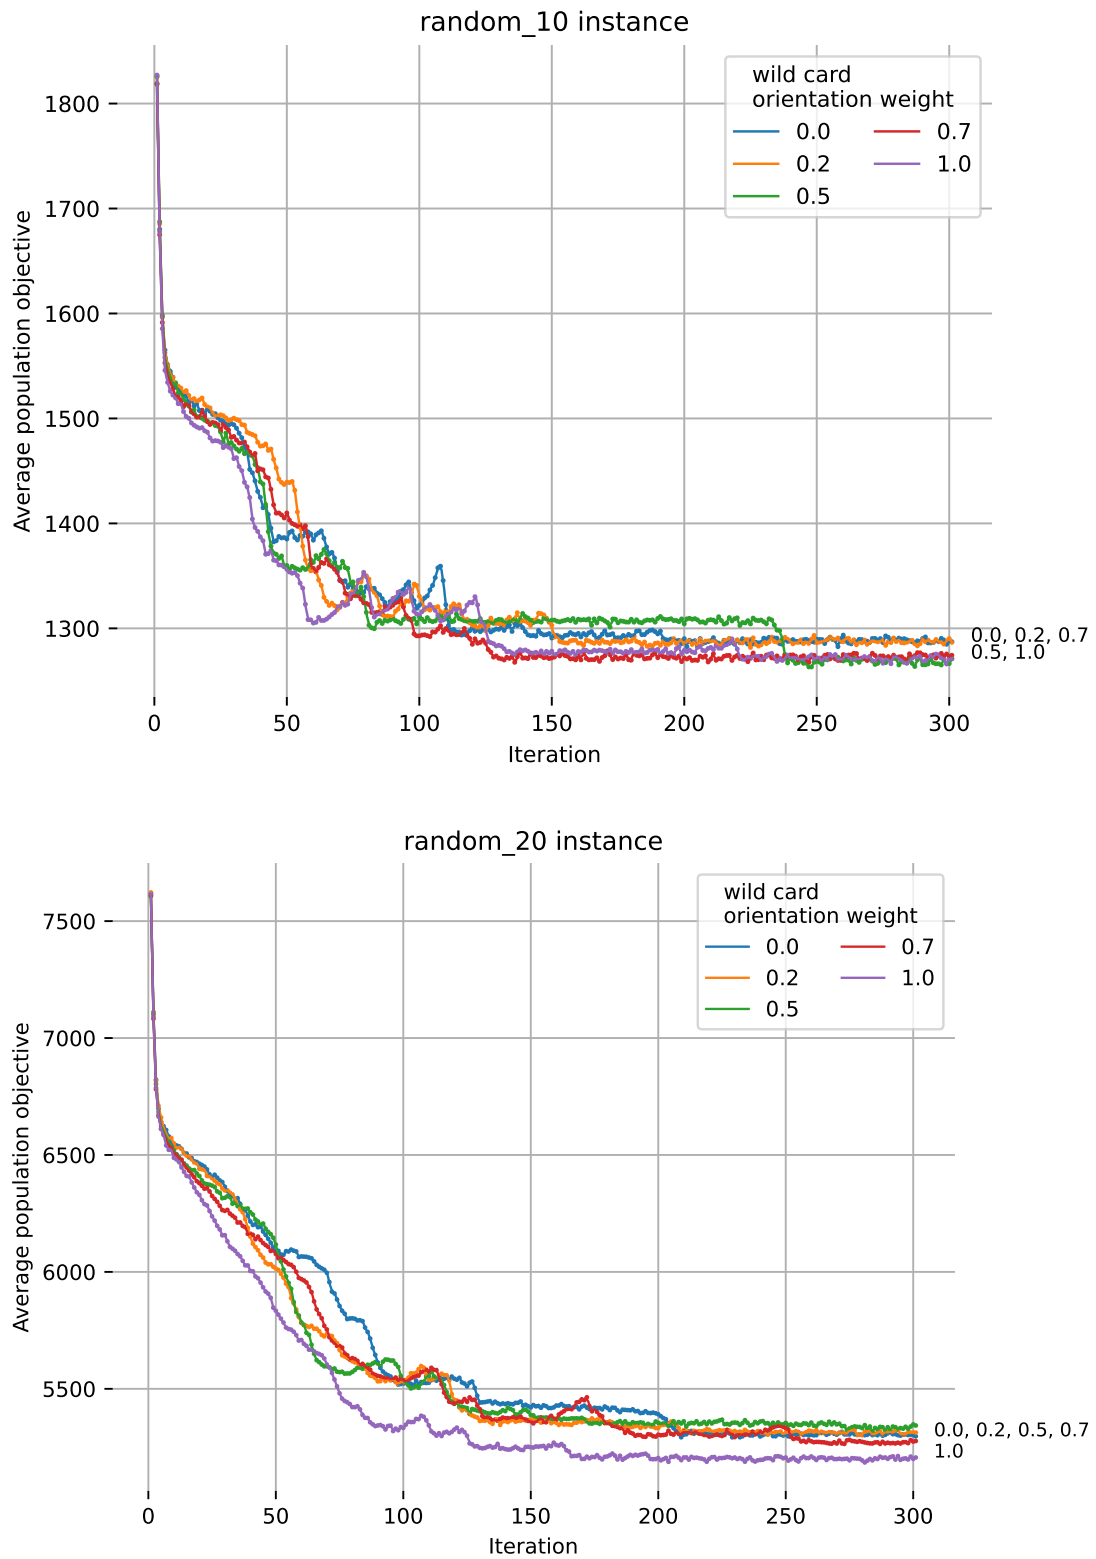 random_10 instance
wild card
orientation weight
0.0 0.7
0.2 1.0
0.5
1800
1700
1600
1500
1400
1300
Average population objective
0.0, 0.2, 0.7
0.5, 1.0
0 50 100 150 200 250 300
Iteration
random_20 instance
wild card
orientation weight
0.0 0.7
0.2 1.0
0.5
7500
7000
6500
6000
5500
Average population objective
0.0, 0.2, 0.5, 0.7
1.0
0 50 100 150 200 250 300
Iteration